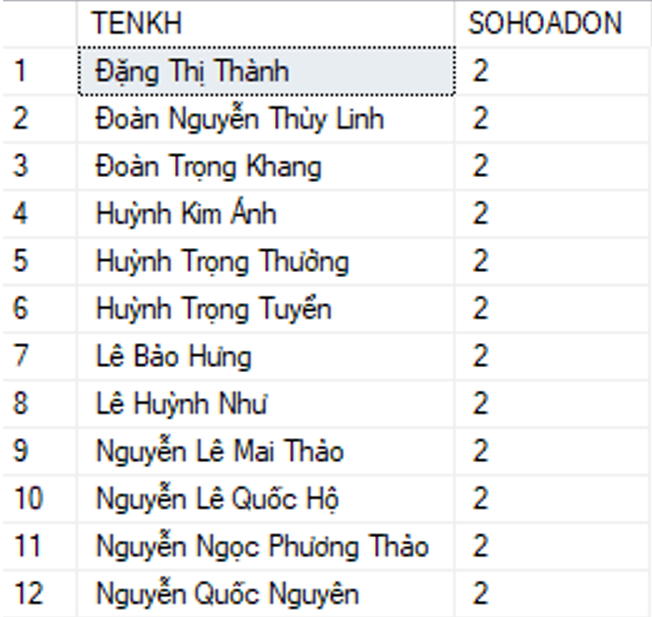 TENKH SOHOADON
1 Đặng Thị Thành 2
2 Đoàn Nguyễn Thùy Linh 2
3 Đoàn Trọng Khang 2
4 Huỳnh Kim Ánh 2
5 Huỳnh Trọng Thưởng 2
6 Huỳnh Trọng Tuyển 2
7 Lê Bảo Hưng 2
8 Lê Huỳnh Như 2
9 Nguyễn Lê Mai Thảo 2
10 Nguyễn Lê Quốc Hộ 2
11 Nguyễn Ngọc Phương Thảo 2
12 Nguyễn Quốc Nguyên 2